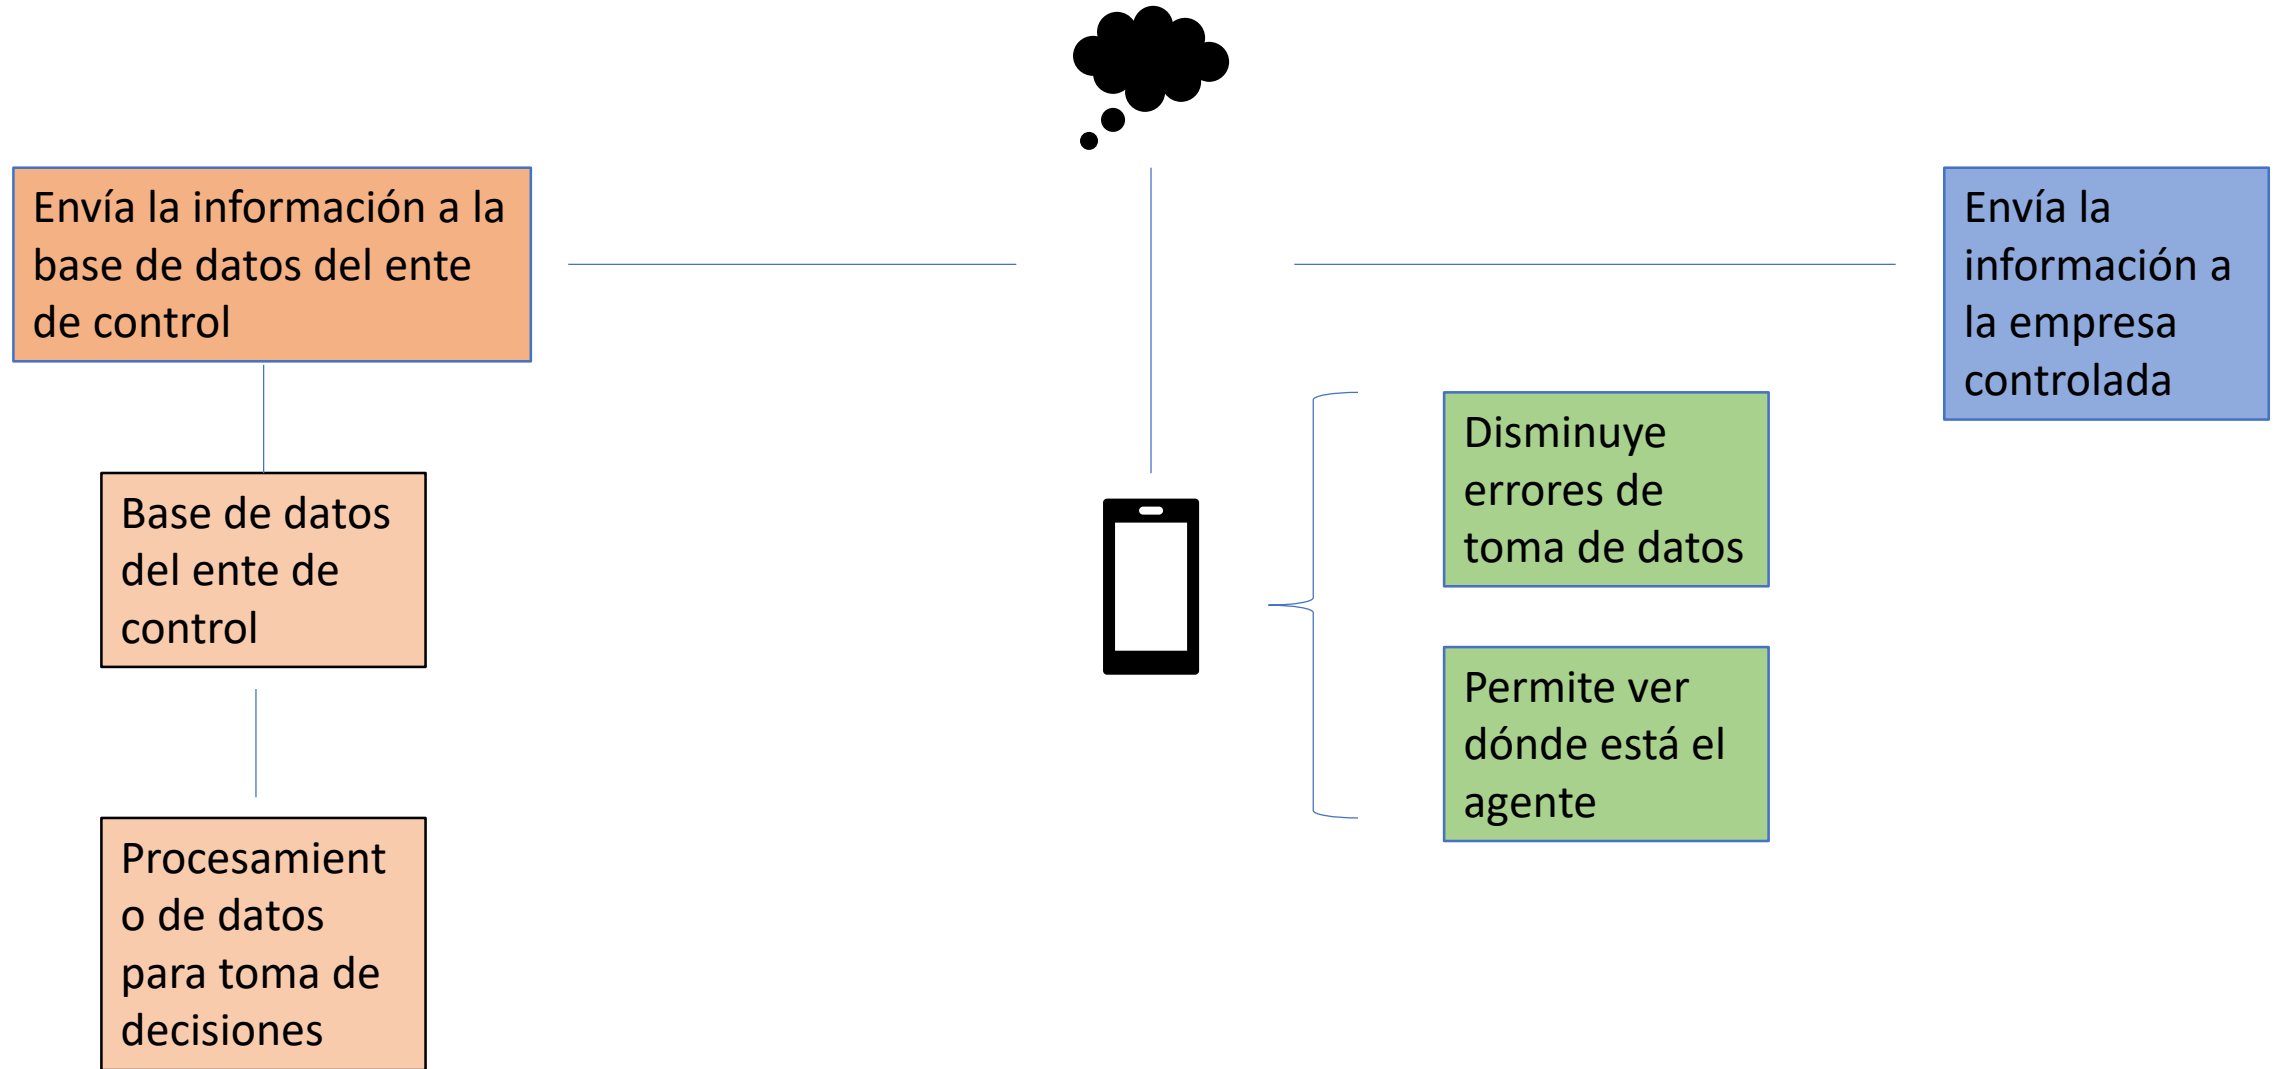 Envía la información a la
base de datos del ente
de control
Envía la
información a
la empresa
controlada
Disminuye
errores de
toma de datos
Base de datos
del ente de
control
Permite ver
dónde está el
agente
Procesamient
o de datos
para toma de
decisiones